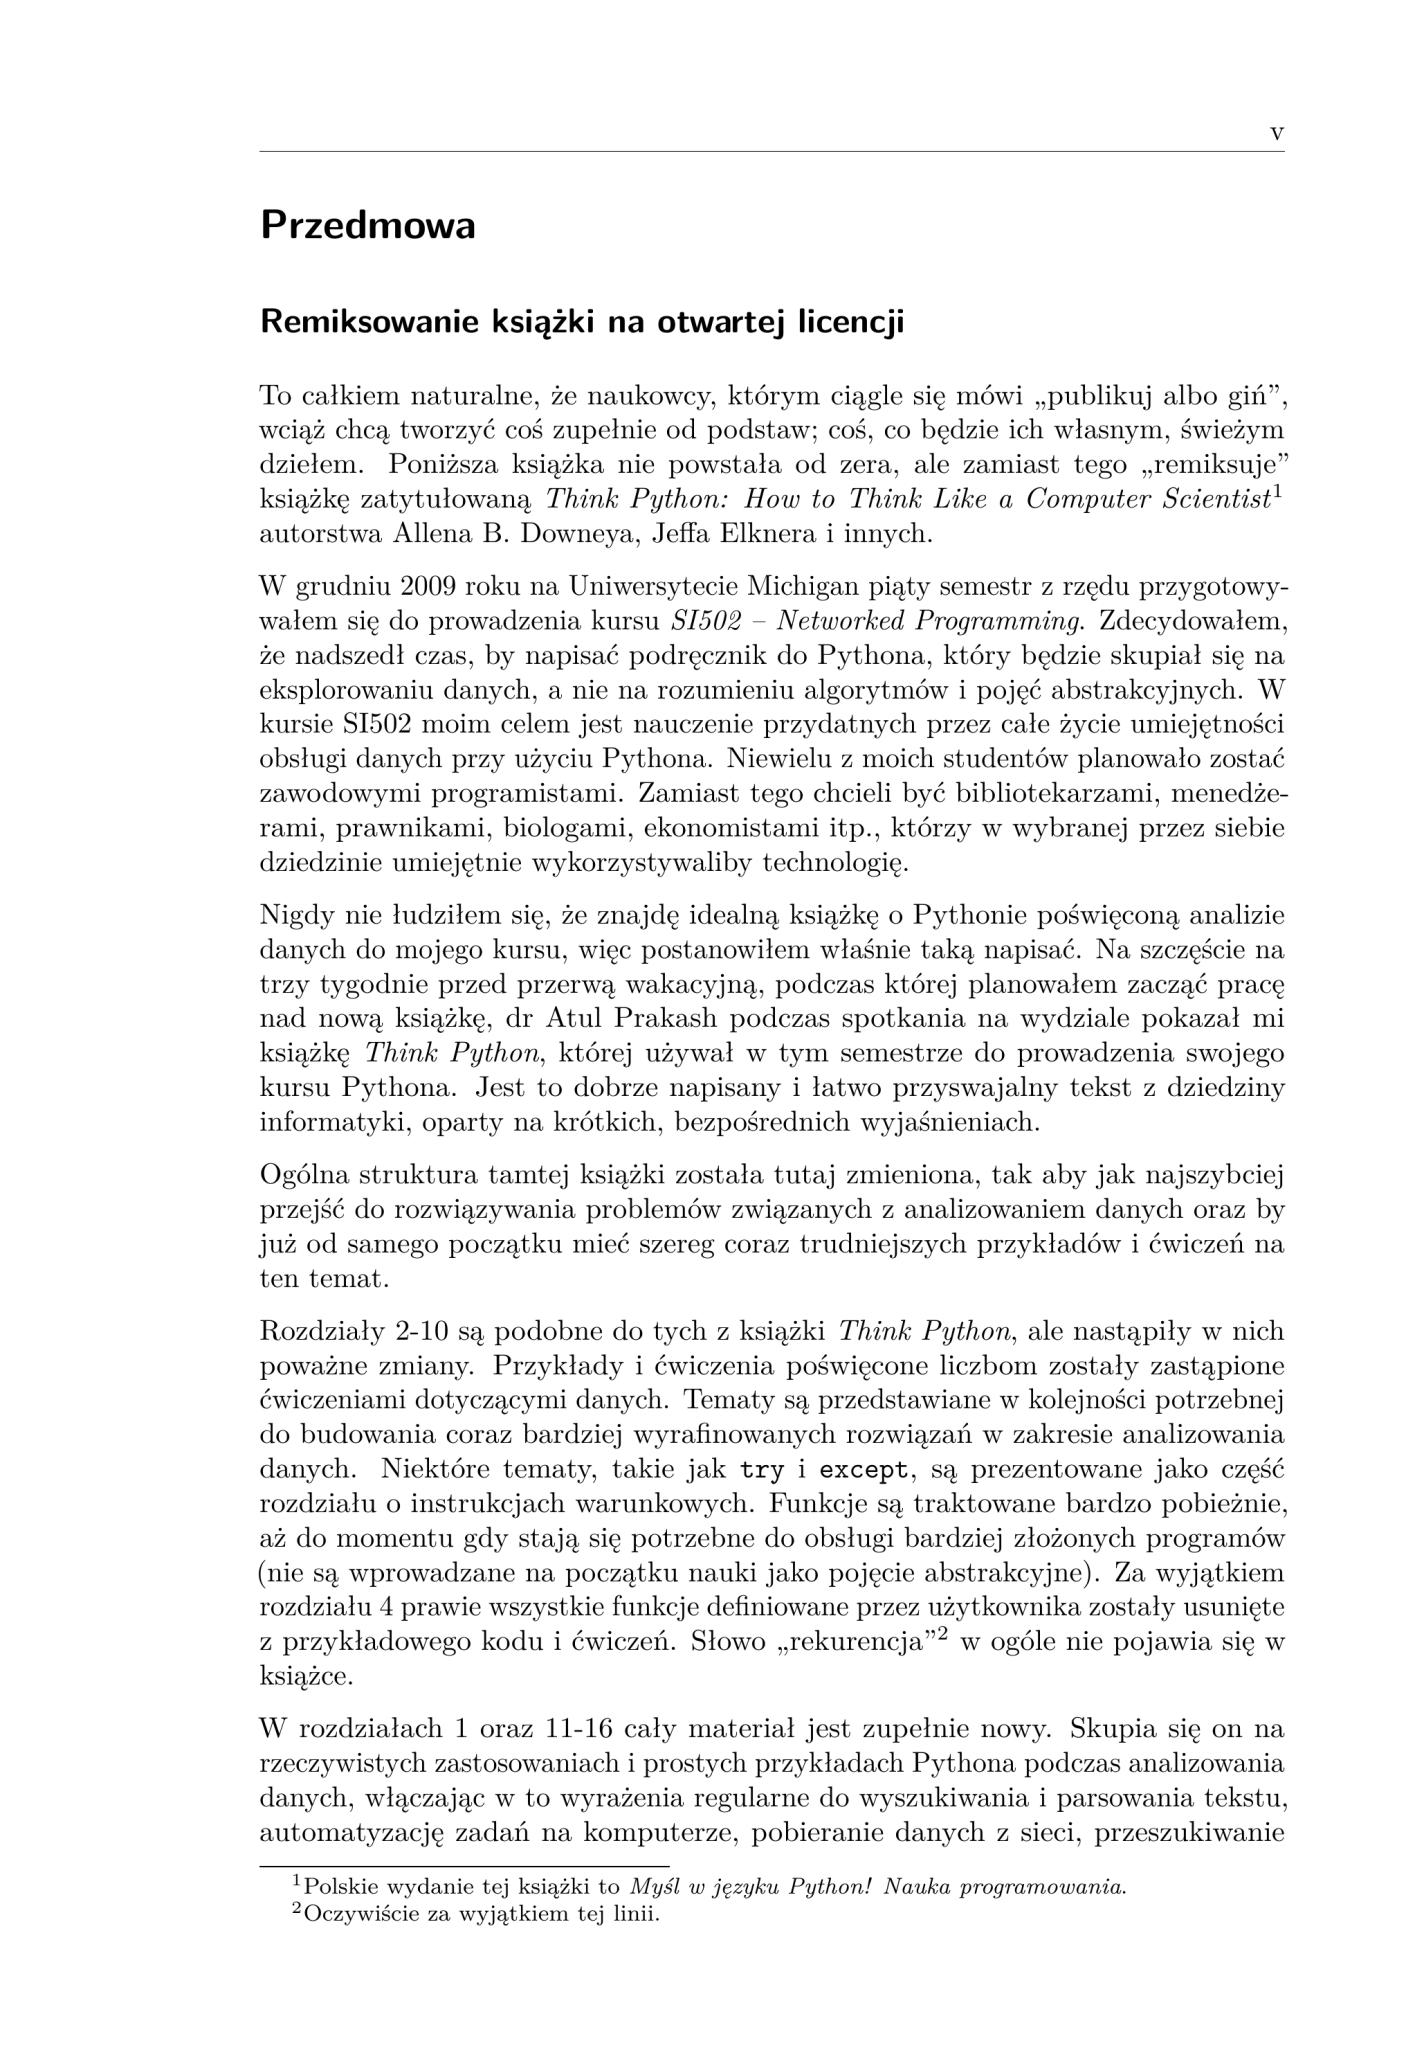 v
Przedmowa
Remiksowanie książki na otwartej licencji
To całkiem naturalne, że naukowcy, którym ciągle się mówi „publikuj albo giń”,
wciąż chcą tworzyć coś zupełnie od podstaw; coś, co będzie ich własnym, świeżym
dziełem. Poniższa książka nie powstała od zera, ale zamiast tego „remiksuje”
książkę zatytułowaną Think Python: How to Think Like a Computer Scientist¹
autorstwa Allena B. Downeya, Jeffa Elknera i innych.
W grudniu 2009 roku na Uniwersytecie Michigan piąty semestr z rzędu przygotowy-
wałem się do prowadzenia kursu SI502 – Networked Programming. Zdecydowałem,
że nadszedł czas, by napisać podręcznik do Pythona, który będzie skupiał się na
eksplorowaniu danych, a nie na rozumieniu algorytmów i pojęć abstrakcyjnych. W
kursie SI502 moim celem jest nauczenie przydatnych przez całe życie umiejętności
obsługi danych przy użyciu Pythona. Niewielu z moich studentów planowało zostać
zawodowymi programistami. Zamiast tego chcieli być bibliotekarzami, menedże-
rami, prawnikami, biologami, ekonomistami itp., którzy w wybranej przez siebie
dziedzinie umiejętnie wykorzystywaliby technologię.
Nigdy nie łudziłem się, że znajdę idealną książkę o Pythonie poświęconą analizie
danych do mojego kursu, więc postanowiłem właśnie taką napisać. Na szczęście na
trzy tygodnie przed przerwą wakacyjną, podczas której planowałem zacząć pracę
nad nową książkę, dr Atul Prakash podczas spotkania na wydziale pokazał mi
książkę Think Python, której używał w tym semestrze do prowadzenia swojego
kursu Pythona. Jest to dobrze napisany i łatwo przyswajalny tekst z dziedziny
informatyki, oparty na krótkich, bezpośrednich wyjaśnieniach.
Ogólna struktura tamtej książki została tutaj zmieniona, tak aby jak najszybciej
przejść do rozwiązywania problemów związanych z analizowaniem danych oraz by
już od samego początku mieć szereg coraz trudniejszych przykładów i ćwiczeń na
ten temat.
Rozdziały 2-10 są podobne do tych z książki Think Python, ale nastąpiły w nich
poważne zmiany. Przykłady i ćwiczenia poświęcone liczbom zostały zastąpione
ćwiczeniami dotyczącymi danych. Tematy są przedstawiane w kolejności potrzebnej
do budowania coraz bardziej wyrafinowanych rozwiązań w zakresie analizowania
danych. Niektóre tematy, takie jak try i except, są prezentowane jako część
rozdziału o instrukcjach warunkowych. Funkcje są traktowane bardzo pobieżnie,
aż do momentu gdy stają się potrzebne do obsługi bardziej złożonych programów
(nie są wprowadzane na początku nauki jako pojęcie abstrakcyjne). Za wyjątkiem
rozdziału 4 prawie wszystkie funkcje definiowane przez użytkownika zostały usunięte
z przykładowego kodu i ćwiczeń. Słowo „rekurencja”² w ogóle nie pojawia się w
książce.
W rozdziałach 1 oraz 11-16 cały materiał jest zupełnie nowy. Skupia się on na
rzeczywistych zastosowaniach i prostych przykładach Pythona podczas analizowania
danych, włączając w to wyrażenia regularne do wyszukiwania i parsowania tekstu,
automatyzację zadań na komputerze, pobieranie danych z sieci, przeszukiwanie
¹Polskie wydanie tej książki to Myśl w języku Python! Nauka programowania.
²Oczywiście za wyjątkiem tej linii.